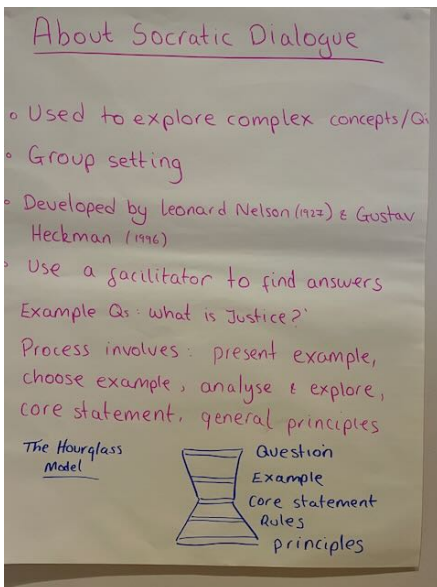 About Socratic Dialogue
Used to explore complex concepts/Q
Group setting
Developed by Leonard Nelson (1927) & Gustav
Heckman (1996)
Use a facilitator to find answers
Example Qs: what is Justice?'
Process involves: present example,
choose example, analyse & explore,
core statement, general principles
The Hourglass
Model
Question
Example
Core statement
Rules
principles